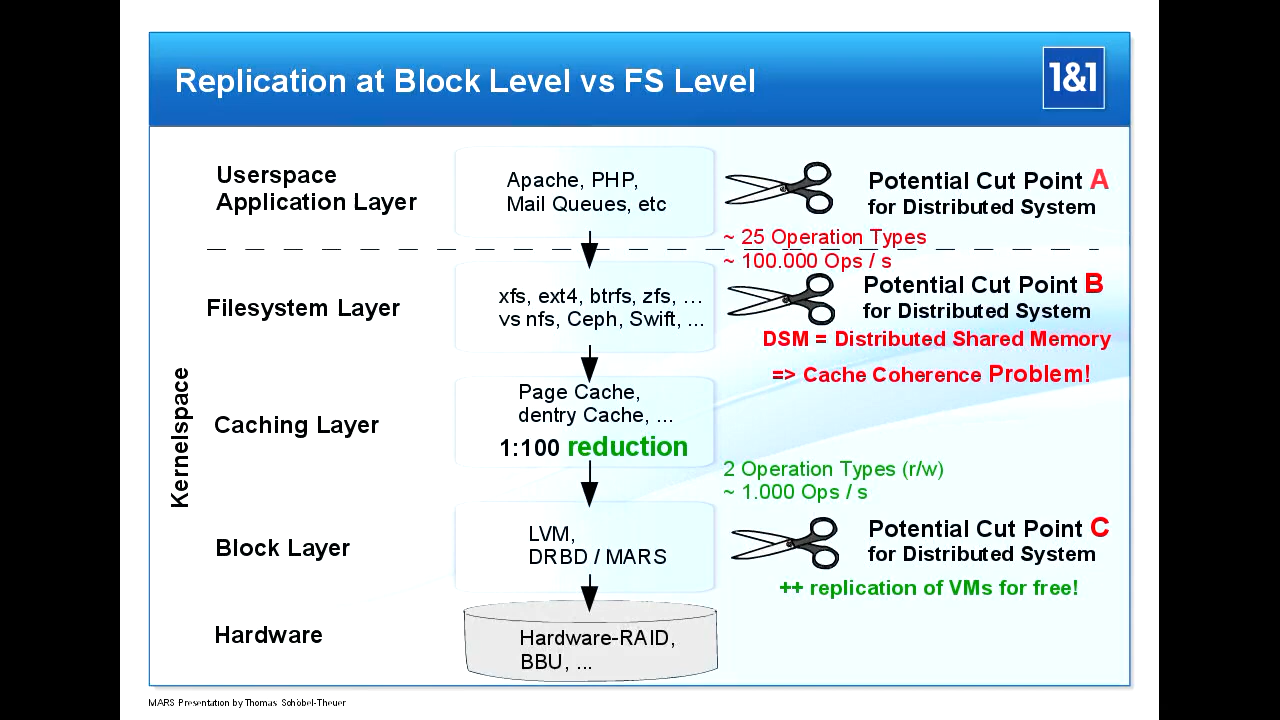 Replication at Block Level vs FS Level
1&1
Userspace
Application Layer
Apache, PHP,
Mail Queues, etc
Potential Cut Point A
for Distributed System
~ 25 Operation Types
~ 100.000 Ops / s
Filesystem Layer
xfs, ext4, btrfs, zfs, ...
vs nfs, Ceph, Swift, ...
Potential Cut Point B
for Distributed System
DSM = Distributed Shared Memory
=> Cache Coherence Problem!
Kernelspace
Caching Layer
Page Cache,
dentry Cache, ...
1:100 reduction
2 Operation Types (r/w)
~ 1.000 Ops / s
Block Layer
LVM,
DRBD / MARS
Potential Cut Point C
for Distributed System
++ replication of VMs for free!
Hardware
Hardware-RAID,
BBU, ...
MARS Presentation by Thomas Schöbel-Theuer